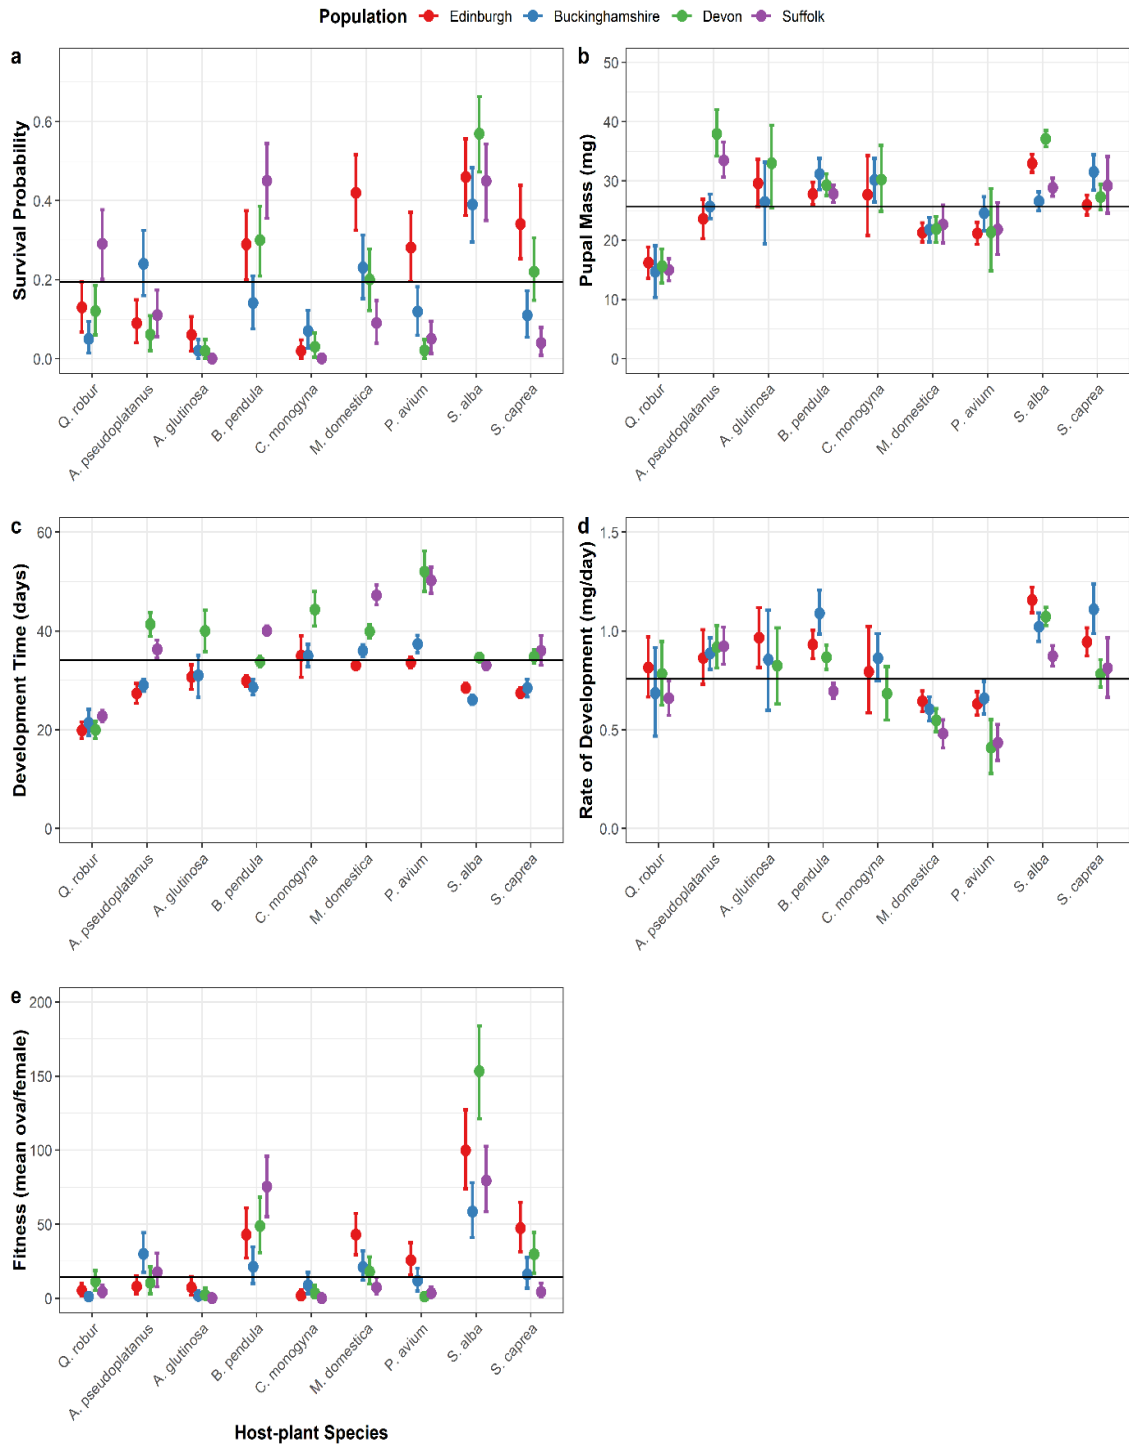 Population Edinburgh Buckinghamshire Devon Suffolk
a
Survival Probability
0.6
0.4
0.2
0.0
Q. robur
A. pseudoplatanus
A. glutinosa
B. pendula
C. monogyna
M. domestica
P. avium
S. alba
S. caprea
b
Pupal Mass (mg)
50
40
30
20
10
0
Q. robur
A. pseudoplatanus
A. glutinosa
B. pendula
C. monogyna
M. domestica
P. avium
S. alba
S. caprea
c
Development Time (days)
60
40
20
0
Q. robur
A. pseudoplatanus
A. glutinosa
B. pendula
C. monogyna
M. domestica
P. avium
S. alba
S. caprea
d
Rate of Development (mg/day)
1.5
1.0
0.5
0.0
Q. robur
A. pseudoplatanus
A. glutinosa
B. pendula
C. monogyna
M. domestica
P. avium
S. alba
S. caprea
e
Fitness (mean ova/female)
200
150
100
50
0
Q. robur
A. pseudoplatanus
A. glutinosa
B. pendula
C. monogyna
M. domestica
P. avium
S. alba
S. caprea
Host-plant Species